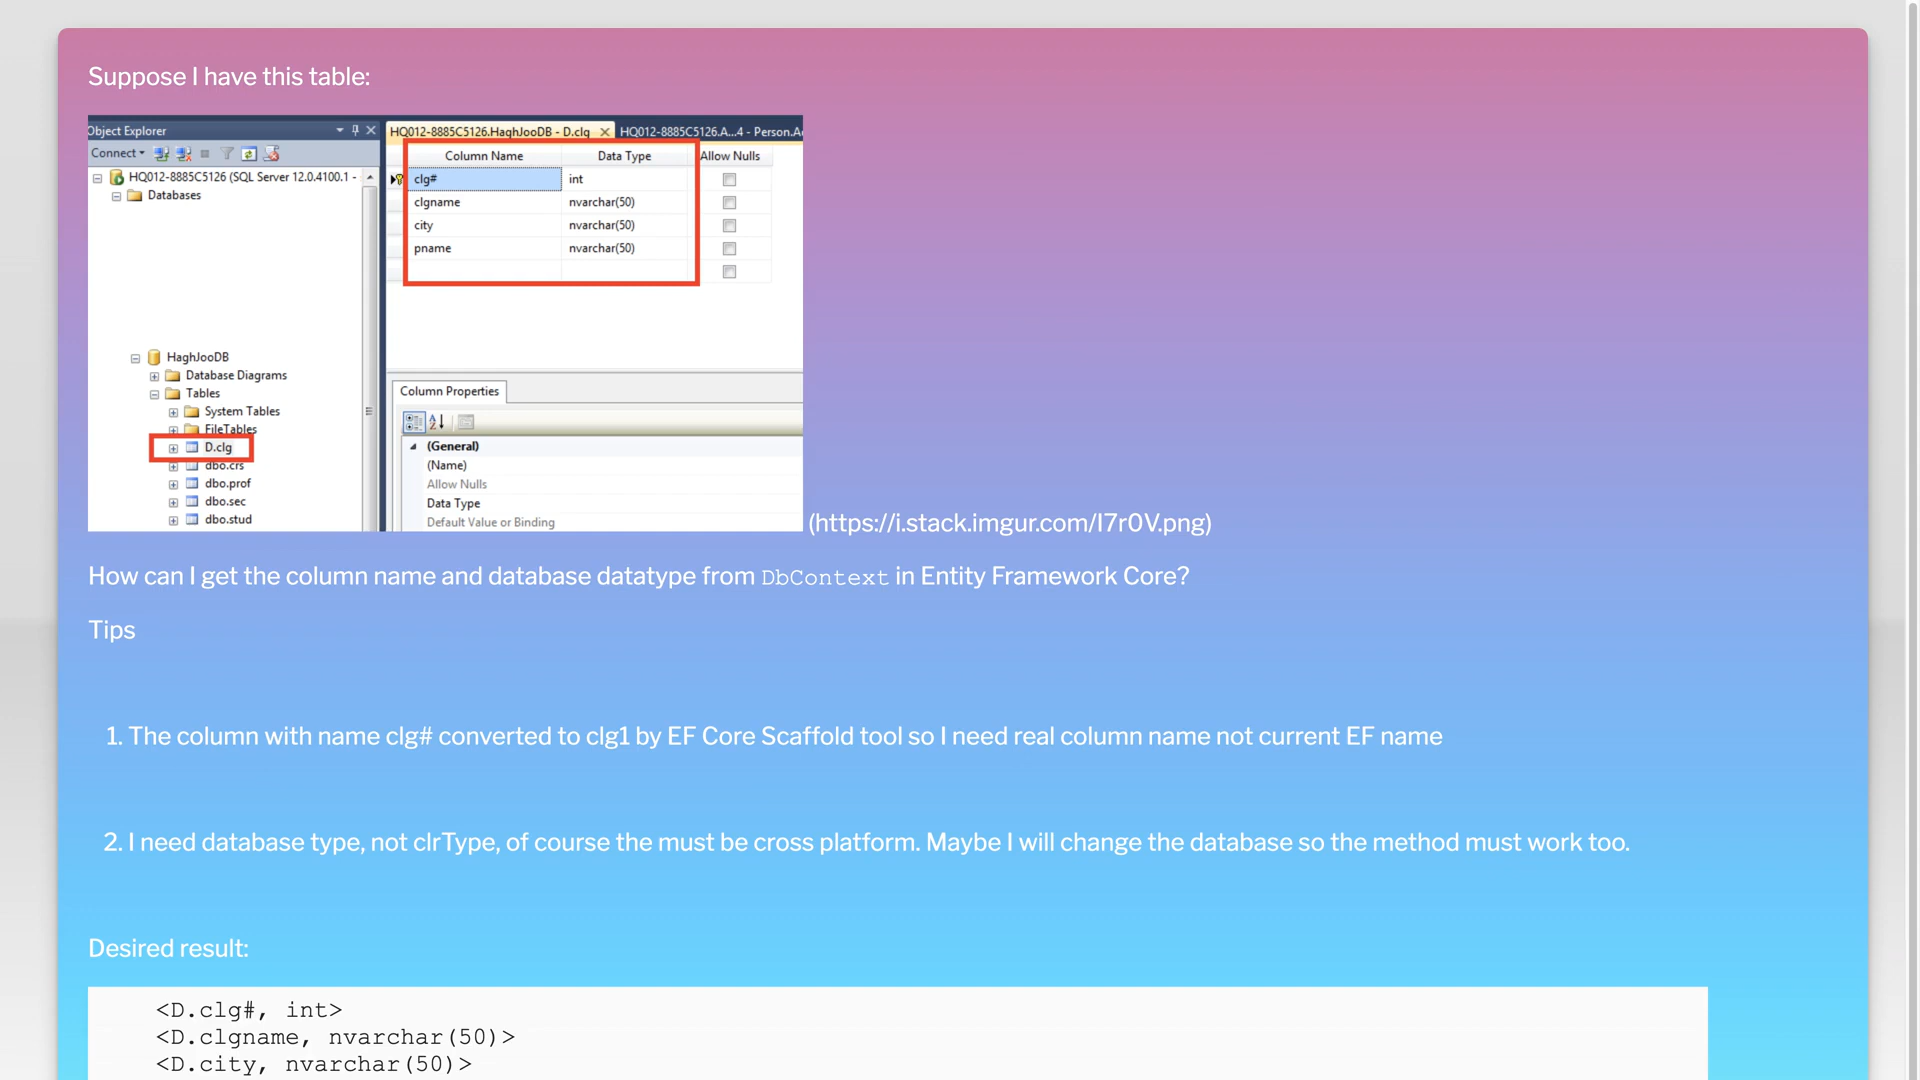 Suppose I have this table:
Object Explorer
Connect
HQ012-8885C5126 (SQL Server 12.0.4100.1 -
Databases
HaghJooDB
Database Diagrams
Tables
System Tables
FileTables
D.clg
dbo.crs
dbo.prof
dbo.sec
dbo.stud
HQ012-8885C5126.HaghJooDB - D.clg
HQ012-8885C5126.A...4 - Person.Ad
Column Name Data Type Allow Nulls
clg# int
clgname nvarchar(50)
city nvarchar(50)
pname nvarchar(50)
Column Properties
(General)
(Name)
Allow Nulls
Data Type
Default Value or Binding
(https://i.stack.imgur.com/I7r0V.png)
How can I get the column name and database datatype from DbContext in Entity Framework Core?
Tips
1. The column with name clg# converted to clg1 by EF Core Scaffold tool so I need real column name not current EF name
2. I need database type, not clrType, of course the must be cross platform. Maybe I will change the database so the method must work too.
Desired result:
<D.clg#, int>
<D.clgname, nvarchar(50)>
<D.city, nvarchar(50)>